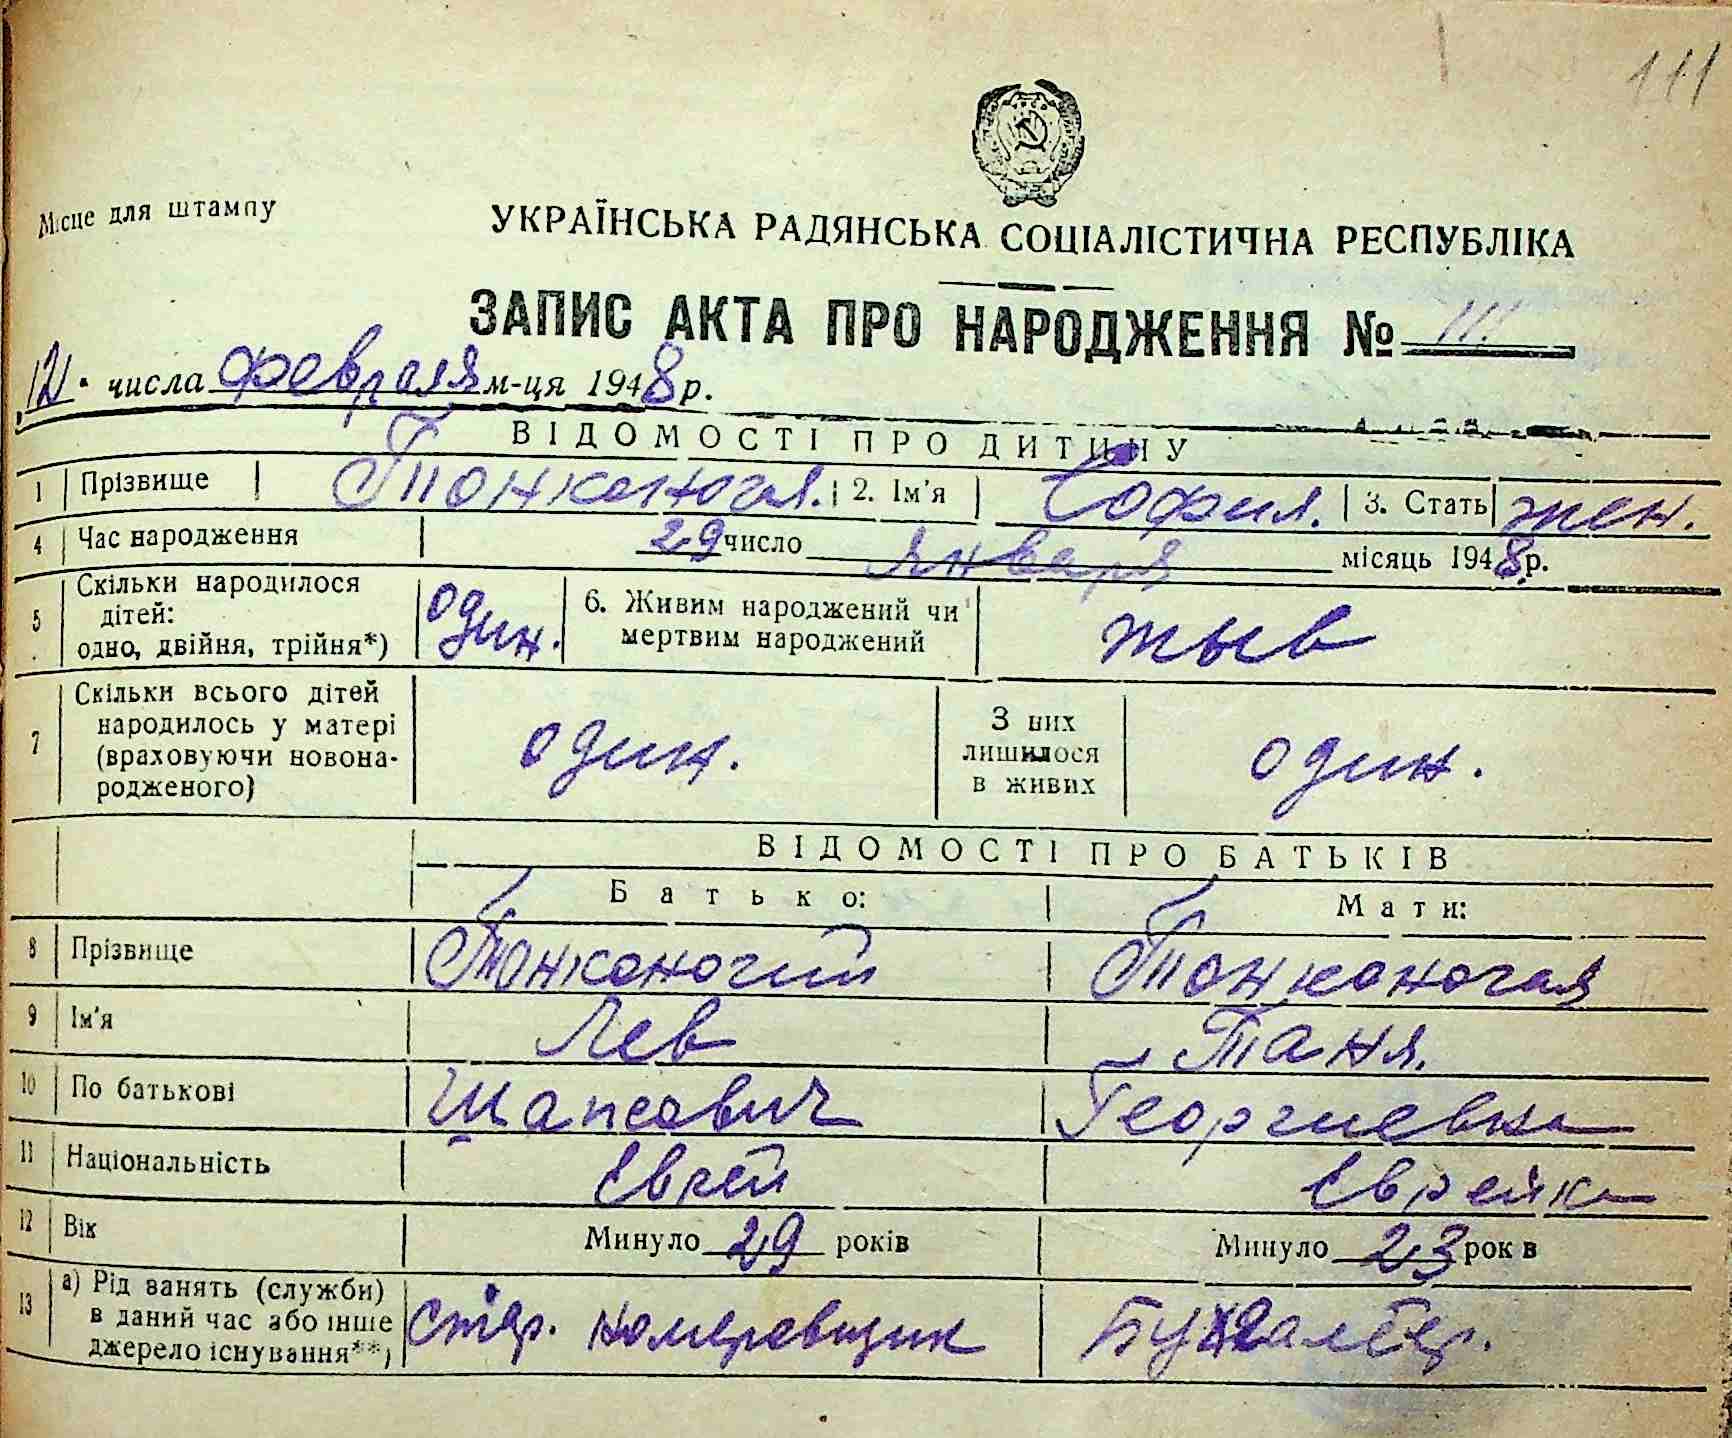 111
Місце для штампу
УКРАЇНСЬКА РАДЯНСЬКА СОЦІАЛІСТИЧНА РЕСПУБЛІКА
ЗАПИС АКТА ПРО НАРОДЖЕННЯ № 111
12 числа февраля м-ця 1948 р.
ВІДОМОСТІ ПРО ДИТИНУ
1 Прізвище Тонконогая. 2. Ім'я София. 3. Стать жен.
4 Час народження 29 число января місяць 1948 р.
5 Скільки народилося дітей: одно, двійня, трійня*) один. 6. Живим народжений чи мертвим народжений жыв
7 Скільки всього дітей народилось у матері (враховуючи новонародженого) один. З них лишилося в живих один.
ВІДОМОСТІ ПРО БАТЬКІВ
Батько: Мати:
8 Прізвище Тонконогий Тонконогая
9 Ім'я Лев Таня.
10 По батькові Шапсович Георгиевна
11 Національність Еврей Еврейка
12 Вік Минуло 29 років Минуло 23 рок в
13 а) Рід занять (служби) в даний час або інше джерело існування**) номеровщик Бухгалтер.